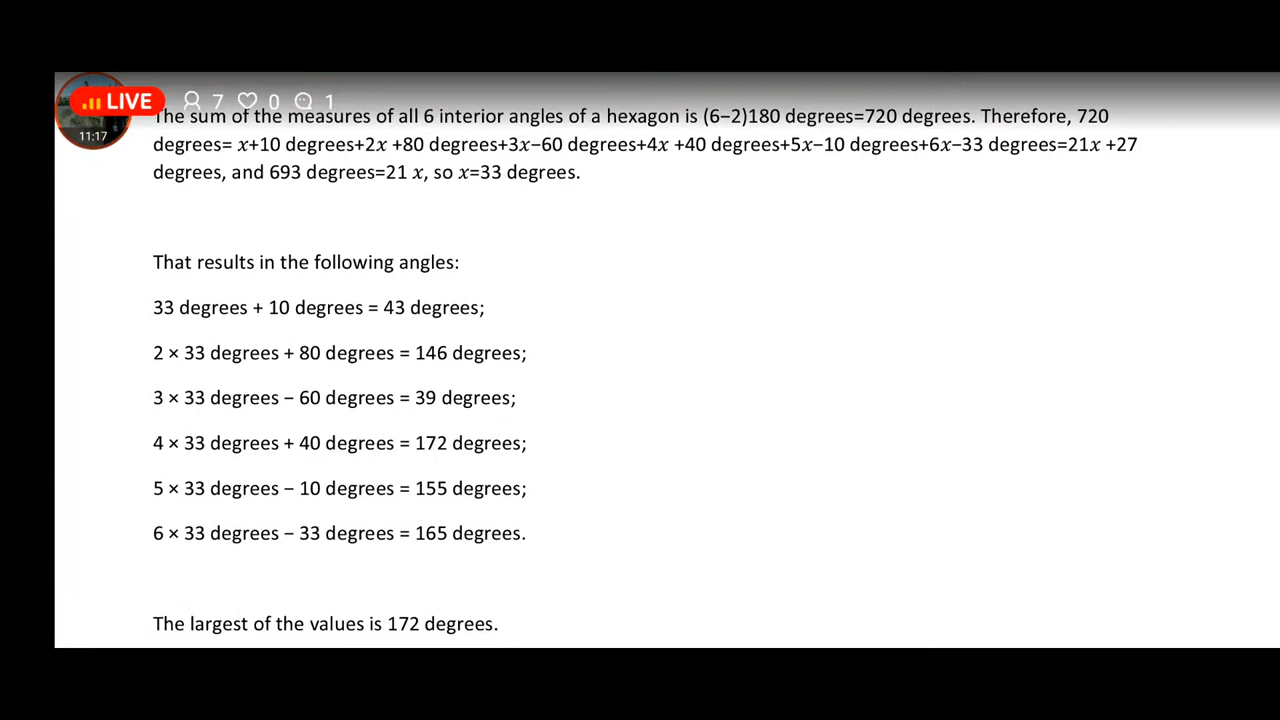 LIVE 7 0 1
11:17
The sum of the measures of all 6 interior angles of a hexagon is (6−2)180 degrees=720 degrees. Therefore, 720
degrees= x+10 degrees+2x +80 degrees+3x−60 degrees+4x +40 degrees+5x−10 degrees+6x−33 degrees=21x +27
degrees, and 693 degrees=21 x, so x=33 degrees.
That results in the following angles:
33 degrees + 10 degrees = 43 degrees;
2 × 33 degrees + 80 degrees = 146 degrees;
3 × 33 degrees − 60 degrees = 39 degrees;
4 × 33 degrees + 40 degrees = 172 degrees;
5 × 33 degrees − 10 degrees = 155 degrees;
6 × 33 degrees − 33 degrees = 165 degrees.
The largest of the values is 172 degrees.